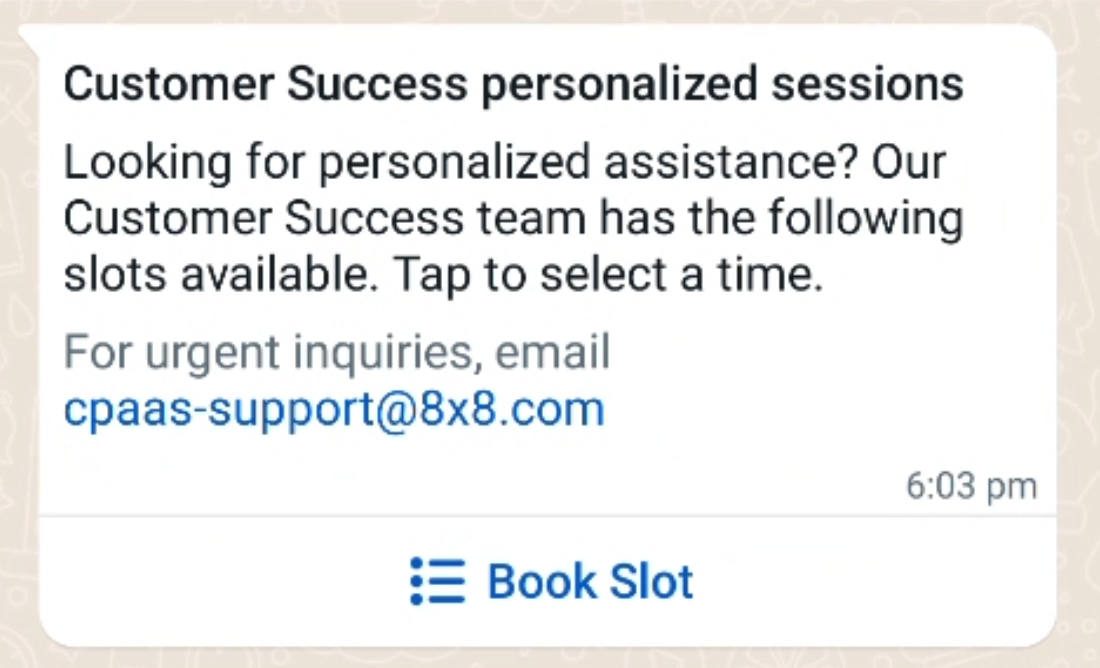 Customer Success personalized sessions
Looking for personalized assistance? Our
Customer Success team has the following
slots available. Tap to select a time.
For urgent inquiries, email
cpaas-support@8x8.com
6:03 pm
Book Slot